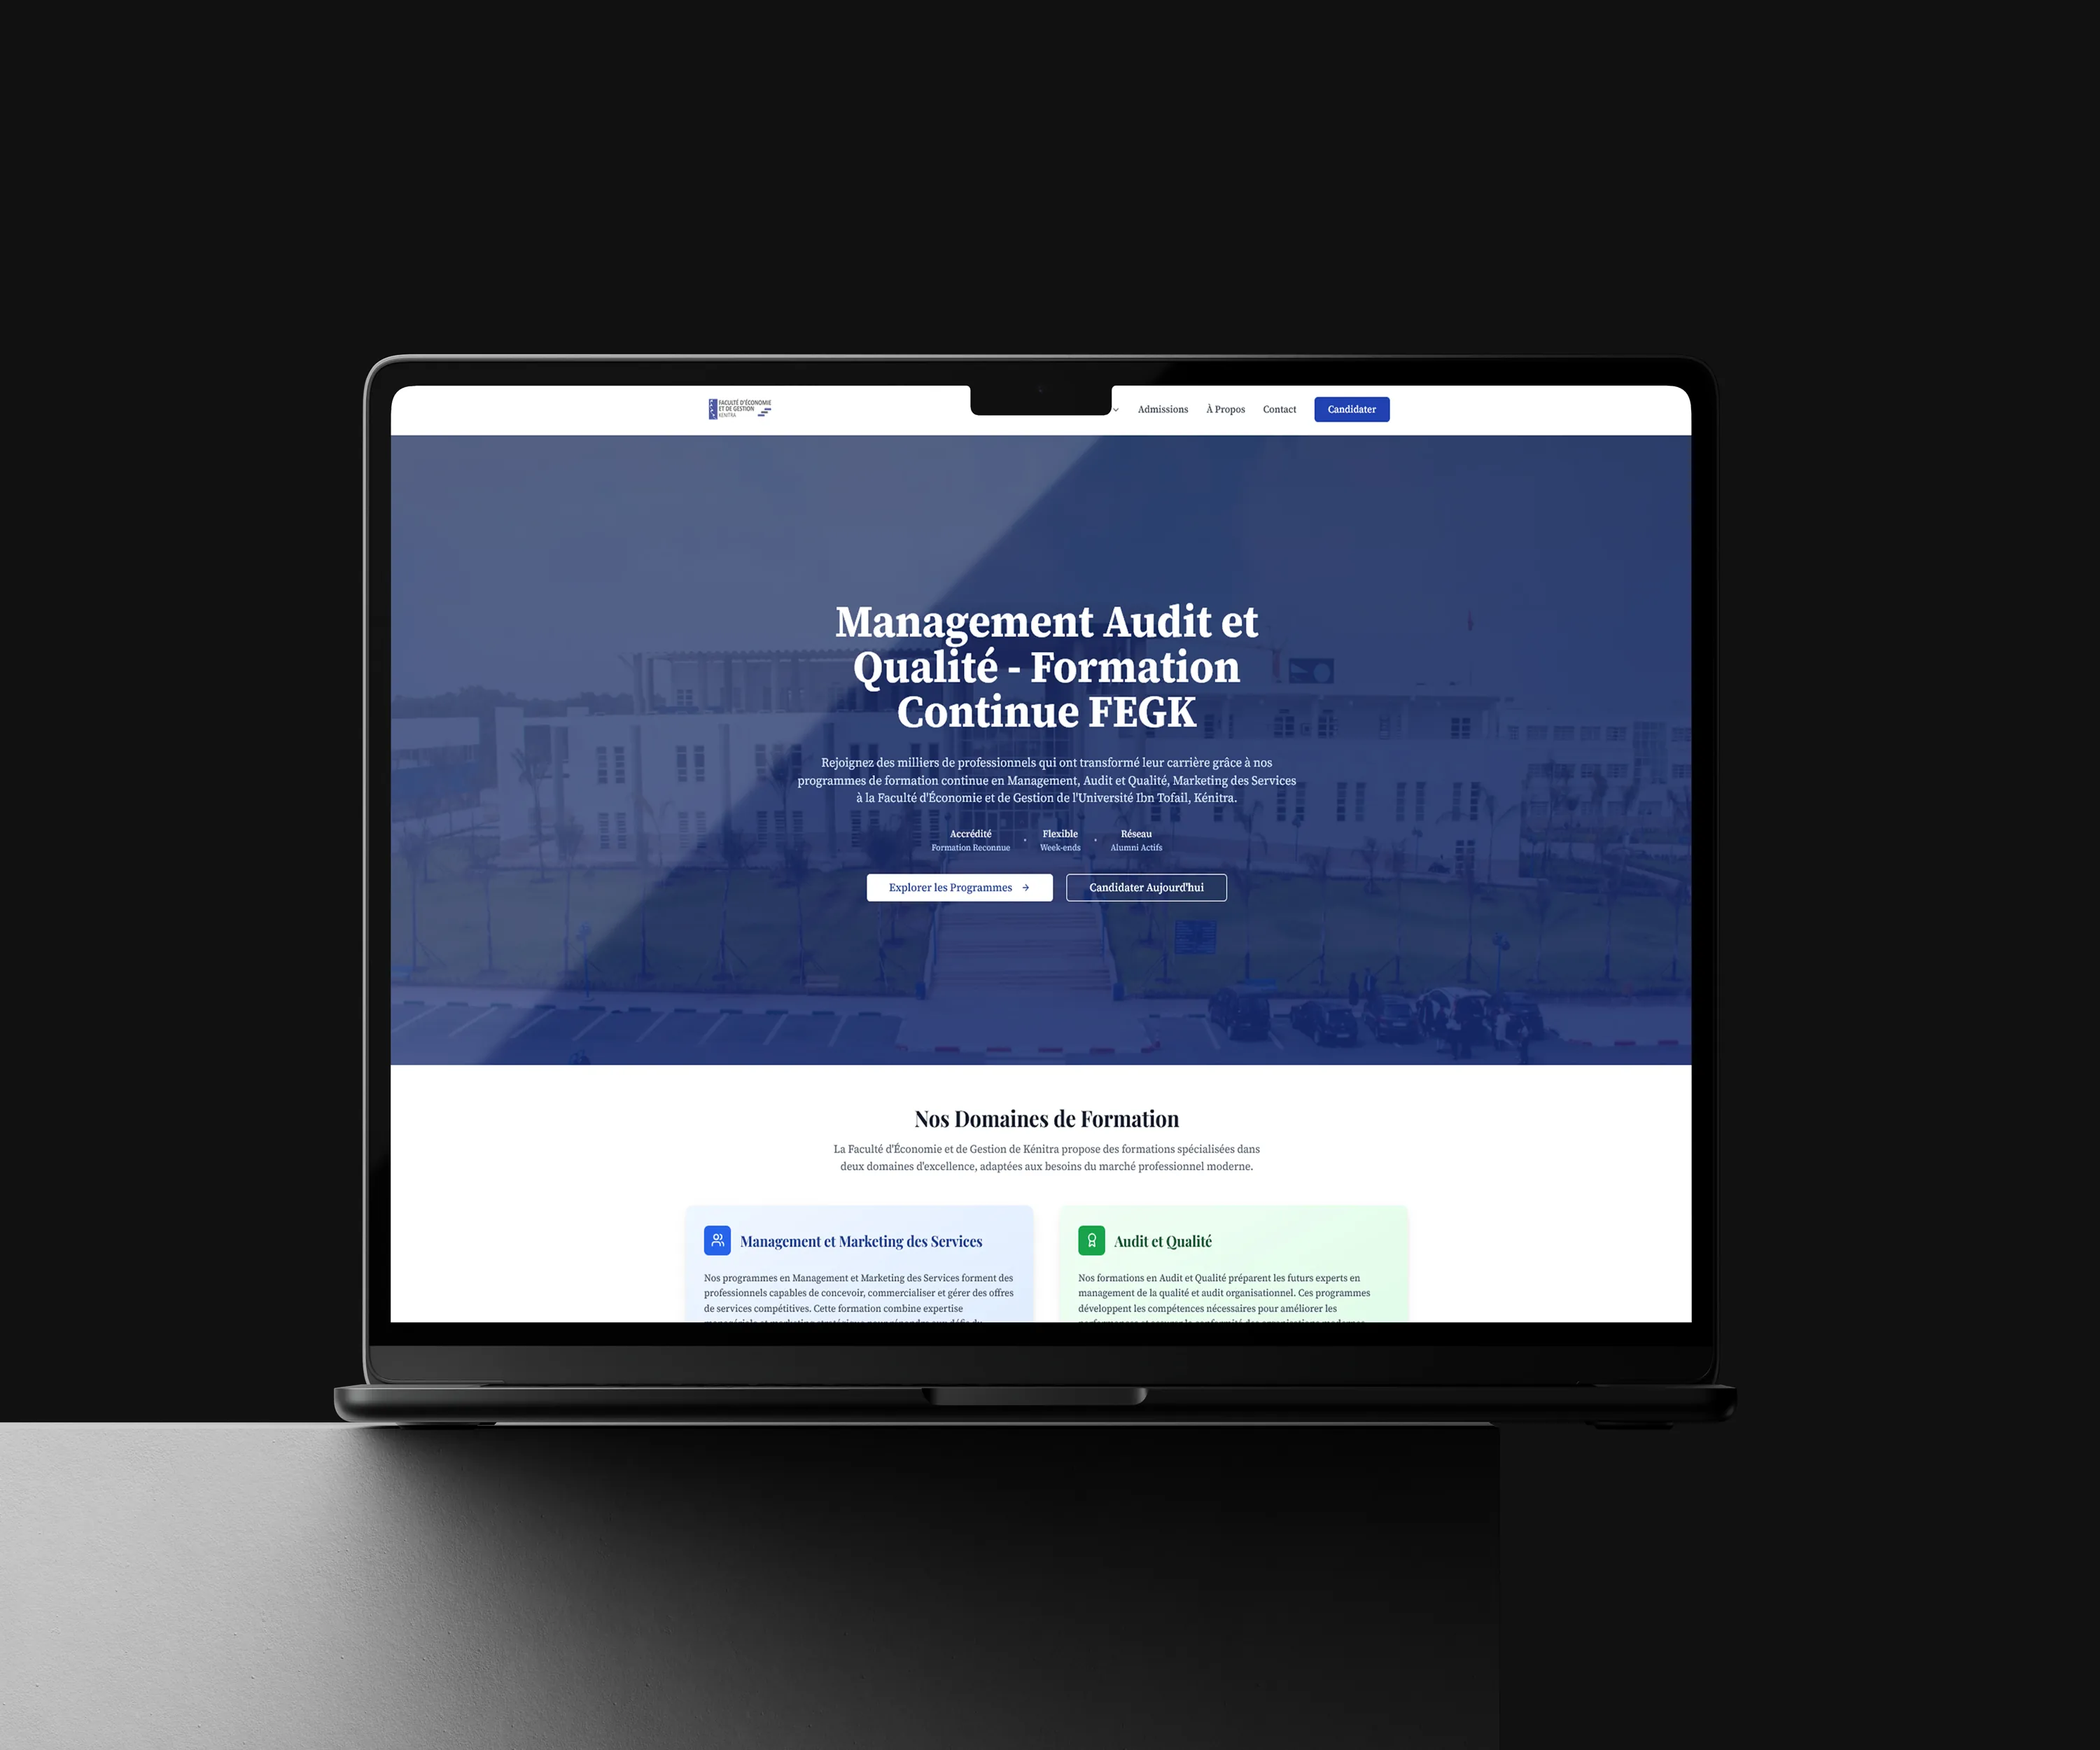 FACULTÉ D'ÉCONOMIE
ET DE GESTION
KENITRA
Admissions À Propos Contact Candidater
Management Audit et
Qualité - Formation
Continue FEGK
Rejoignez des milliers de professionnels qui ont transformé leur carrière grâce à nos
programmes de formation continue en Management, Audit et Qualité, Marketing des Services
à la Faculté d'Économie et de Gestion de l'Université Ibn Tofail, Kénitra.
Accrédité • Flexible • Réseau
Formation Reconnue Week-ends Alumni Actifs
Explorer les Programmes → Candidater Aujourd'hui
Nos Domaines de Formation
La Faculté d'Économie et de Gestion de Kénitra propose des formations spécialisées dans
deux domaines d'excellence, adaptées aux besoins du marché professionnel moderne.
Management et Marketing des Services
Nos programmes en Management et Marketing des Services forment des
professionnels capables de concevoir, commercialiser et gérer des offres
de services compétitives. Cette formation combine expertise
Audit et Qualité
Nos formations en Audit et Qualité préparent les futurs experts en
management de la qualité et audit organisationnel. Ces programmes
développent les compétences nécessaires pour améliorer les